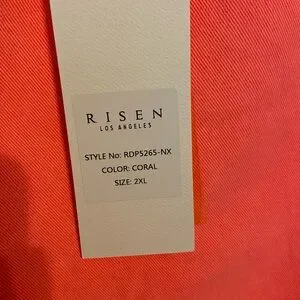 RISEN
LOS ANGELES
STYLE No: RDP5265-NX
COLOR: CORAL
SIZE: 2XL